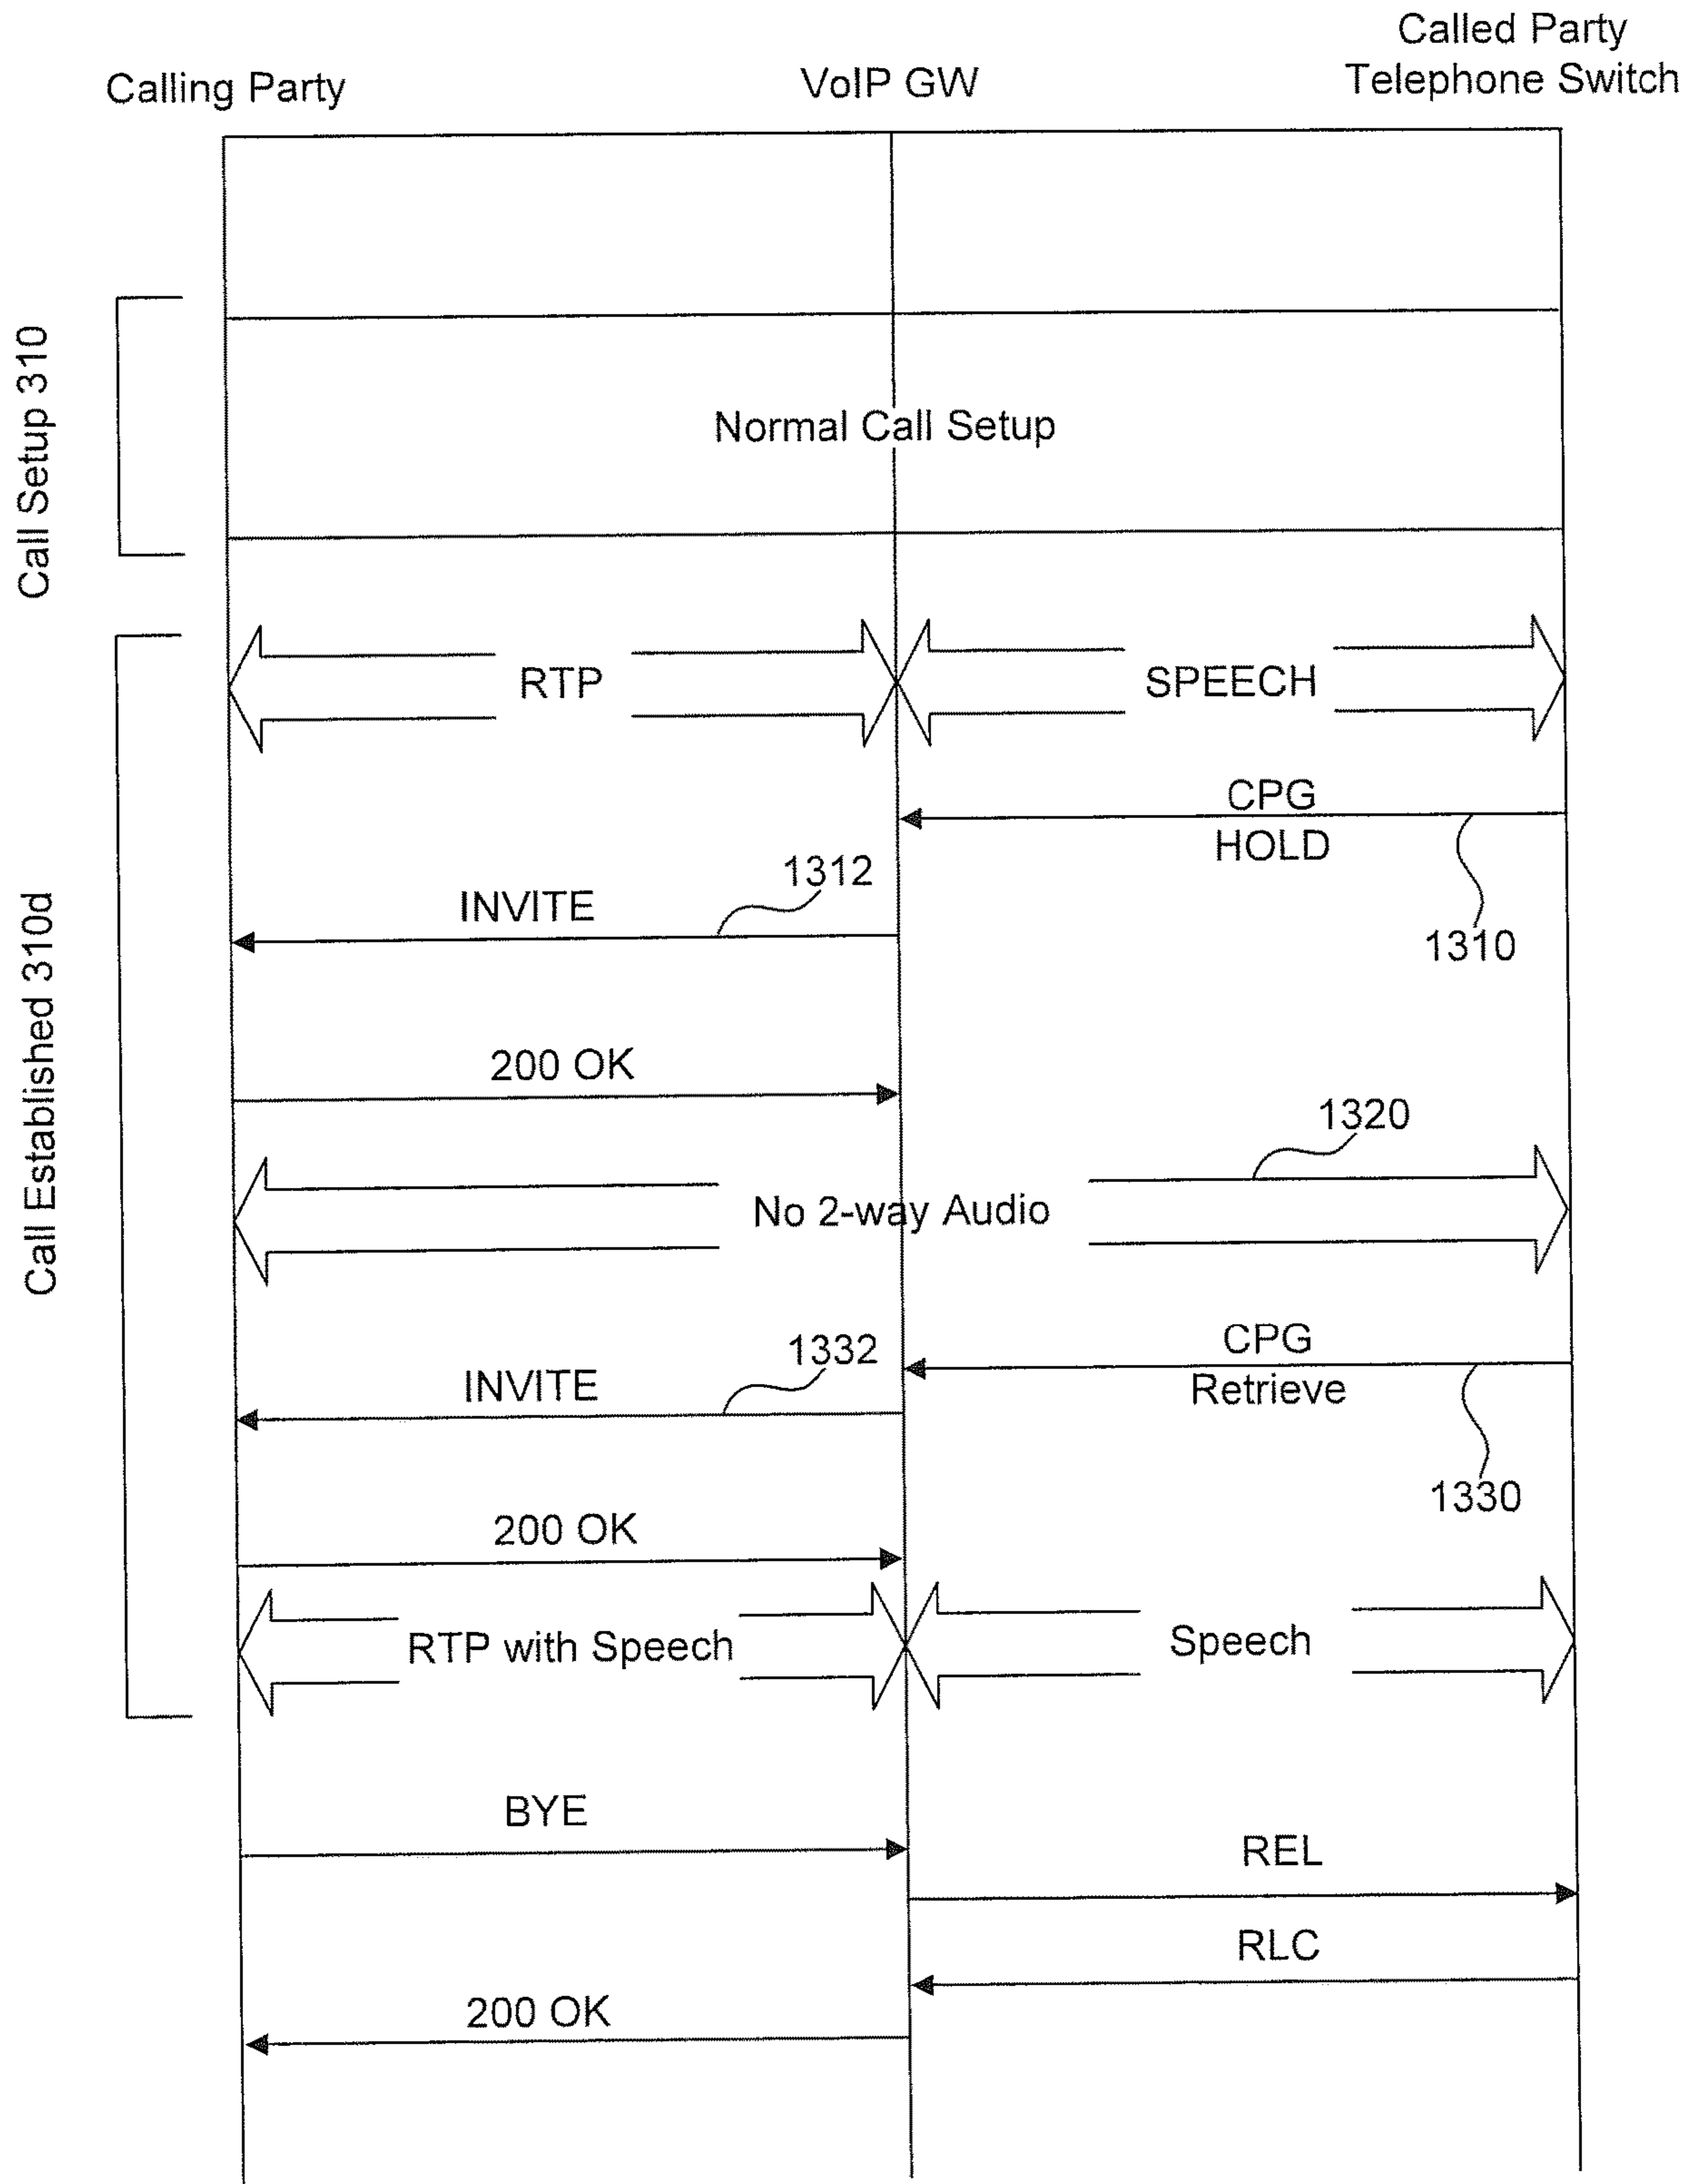 Calling Party
VoIP GW
Called Party
Telephone Switch
Call Setup 310
Normal Call Setup
Call Established 310d
RTP
SPEECH
CPG
HOLD
1310
1312
INVITE
200 OK
1320
No 2-way Audio
CPG
Retrieve
1330
1332
INVITE
200 OK
RTP with Speech
Speech
BYE
REL
RLC
200 OK